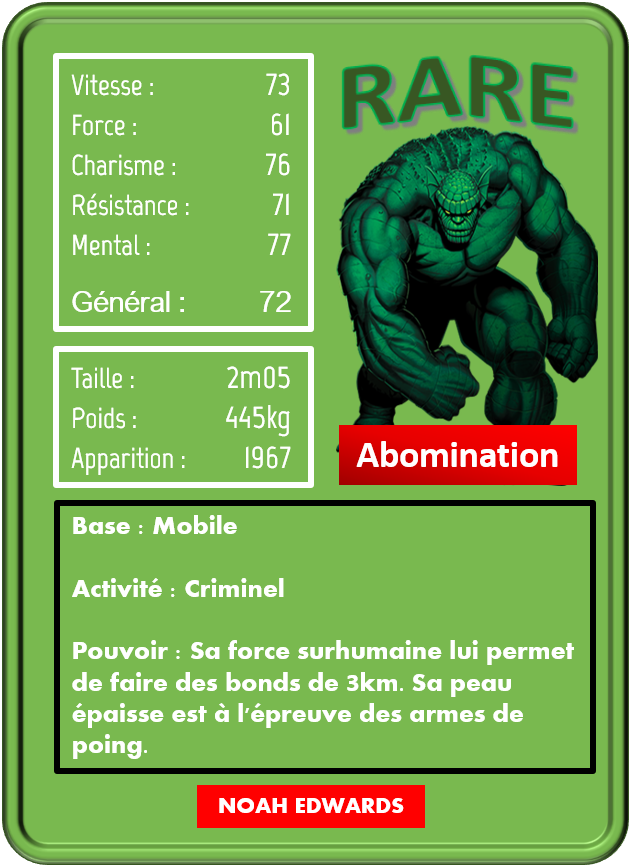 Vitesse : 73
Force : 61
Charisme : 76
Résistance : 71
Mental : 77
Général : 72
RARE
Taille : 2m05
Poids : 445kg
Apparition : 1967
Abomination
Base : Mobile
Activité : Criminel
Pouvoir : Sa force surhumaine lui permet
de faire des bonds de 3km. Sa peau
épaisse est à l'épreuve des armes de
poing.
NOAH EDWARDS